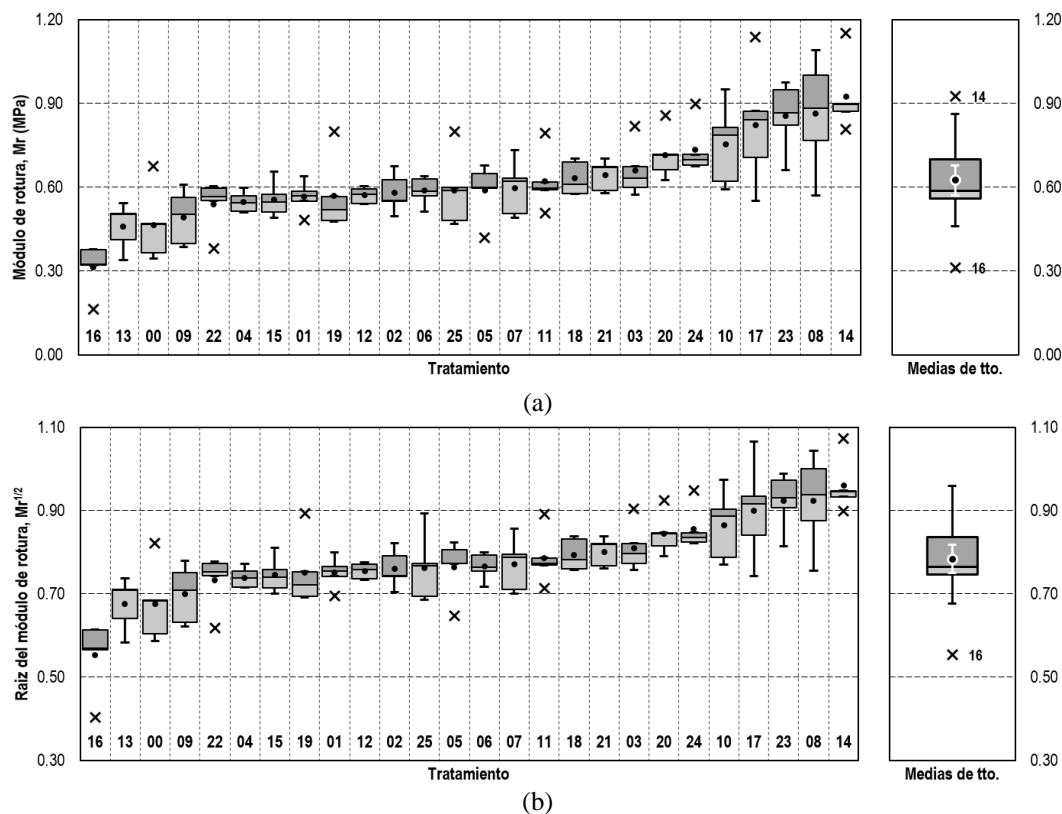 1.20
0.90
0.60
0.30
0.00
Módulo de rotura, Mr (MPa)
16 13 00 09 22 04 15 01 19 12 02 06 25 05 07 11 18 21 03 20 24 10 17 23 08 14
Tratamiento
14
16
1.20
0.90
0.60
0.30
0.00
Medias de tto.
(a)
1.10
0.90
0.70
0.50
0.30
Raiz del módulo de rotura, Mr^1/2
16 13 00 09 22 04 15 19 01 12 02 25 05 06 07 11 18 21 03 20 24 10 17 23 08 14
Tratamiento
16
1.10
0.90
0.70
0.50
0.30
Medias de tto.
(b)